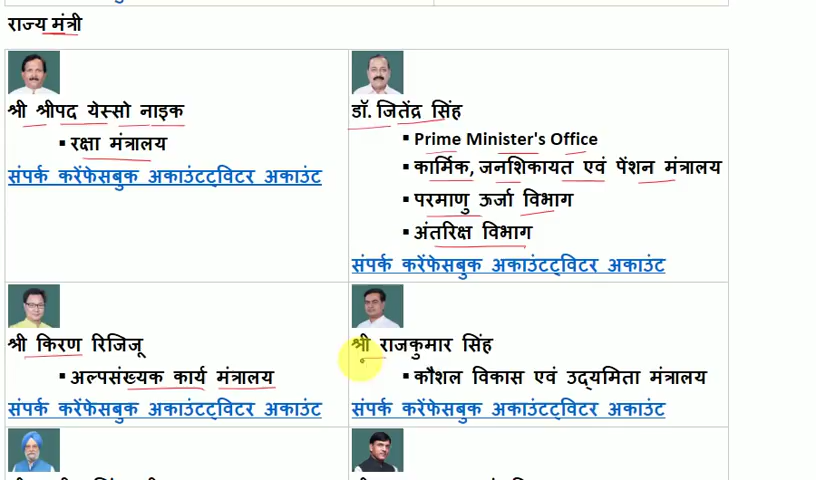 राज्य मंत्री
श्री श्रीपद येस्सो नाइक
▪ रक्षा मंत्रालय
संपर्क करेंफेसबुक अकाउंटट्विटर अकाउंट
डॉ. जितेंद्र सिंह
▪ Prime Minister's Office
▪ कार्मिक, जनशिकायत एवं पेंशन मंत्रालय
▪ परमाणु ऊर्जा विभाग
▪ अंतरिक्ष विभाग
संपर्क करेंफेसबुक अकाउंटट्विटर अकाउंट
श्री किरण रिजिजू
▪ अल्पसंख्यक कार्य मंत्रालय
संपर्क करेंफेसबुक अकाउंटट्विटर अकाउंट
श्री राजकुमार सिंह
▪ कौशल विकास एवं उद्यमिता मंत्रालय
संपर्क करेंफेसबुक अकाउंटट्विटर अकाउंट